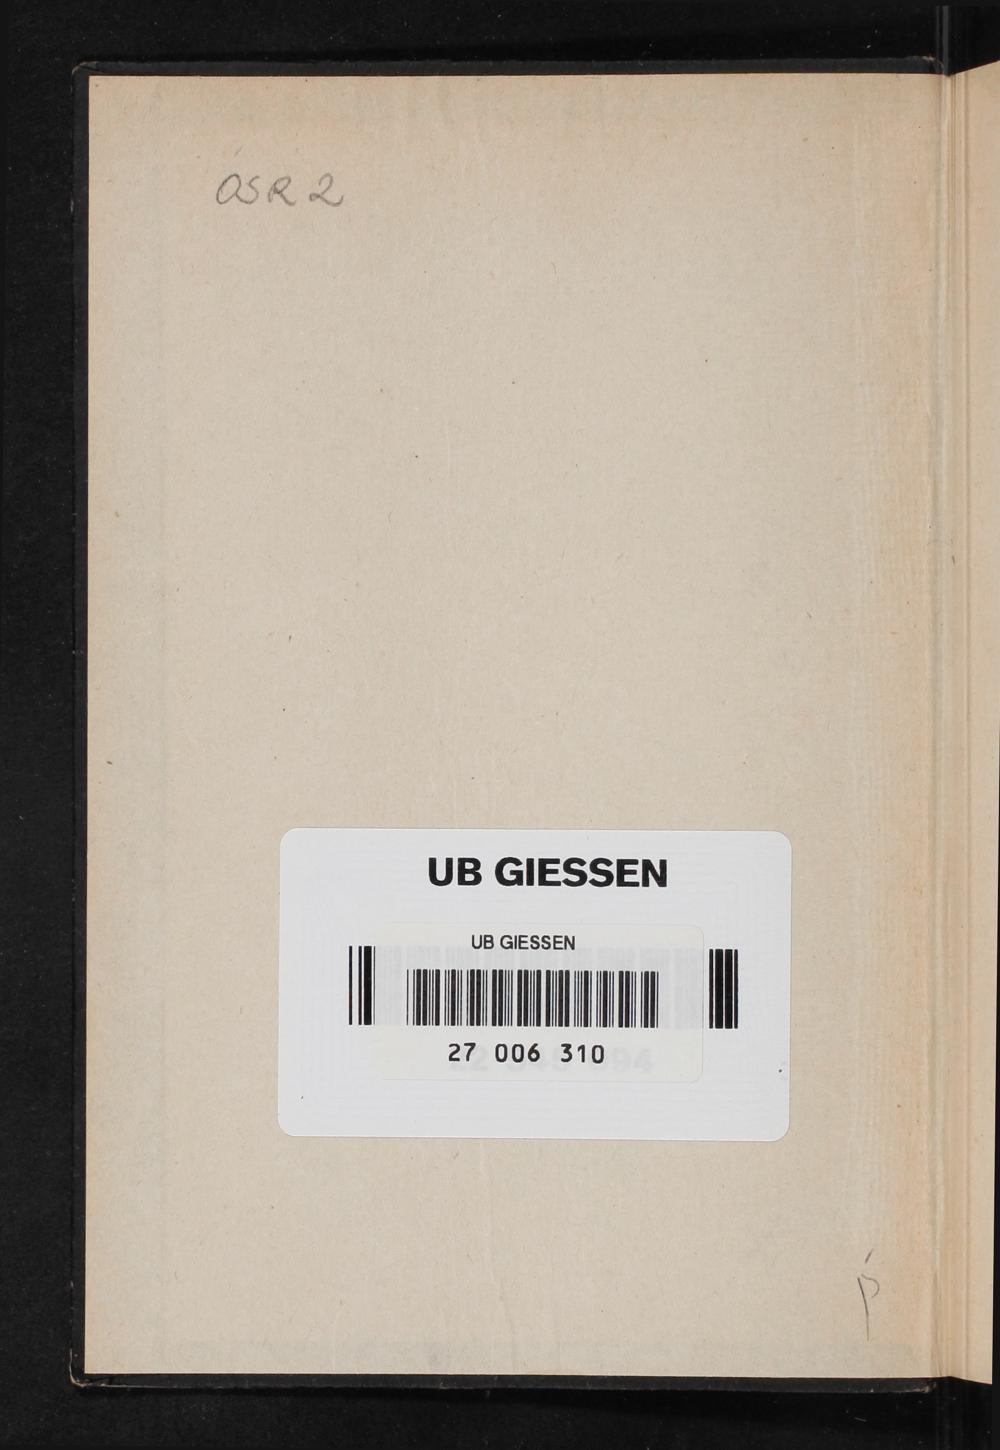 OSR 2
UB GIESSEN
UB GIESSEN
27 006 310
p